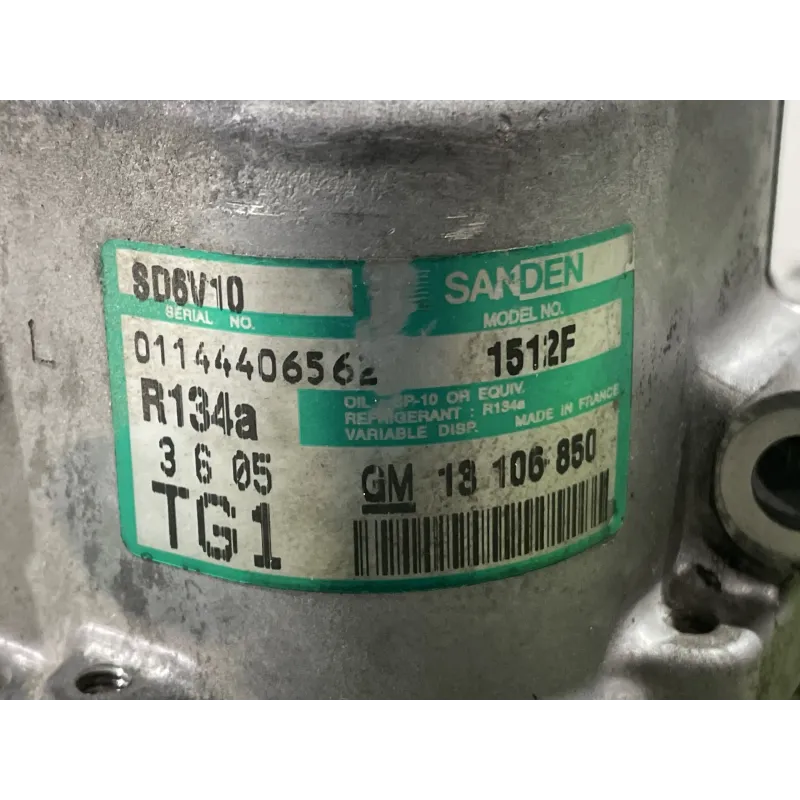 SD6V10
SANDEN
SERIAL NO.
MODEL NO.
01144406562
1512F
R134a
OIL SP-10 OR EQUIV.
REFRIGERANT : R134a
VARIABLE DISP. MADE IN FRANCE
3 6 05
GM 13 106 850
TG1
L